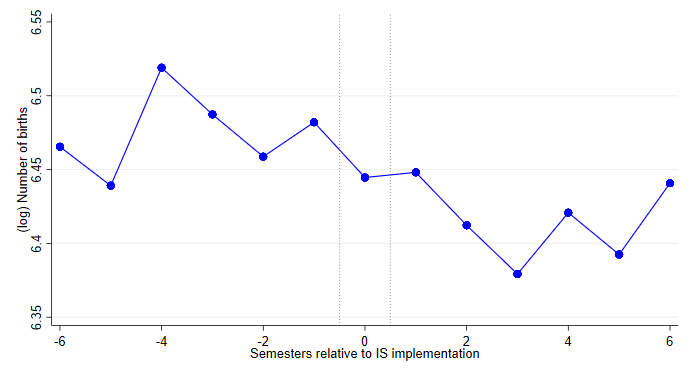 (log) Number of births
6.55
6.5
6.45
6.4
6.35
-6 -4 -2 0 2 4 6
Semesters relative to IS implementation